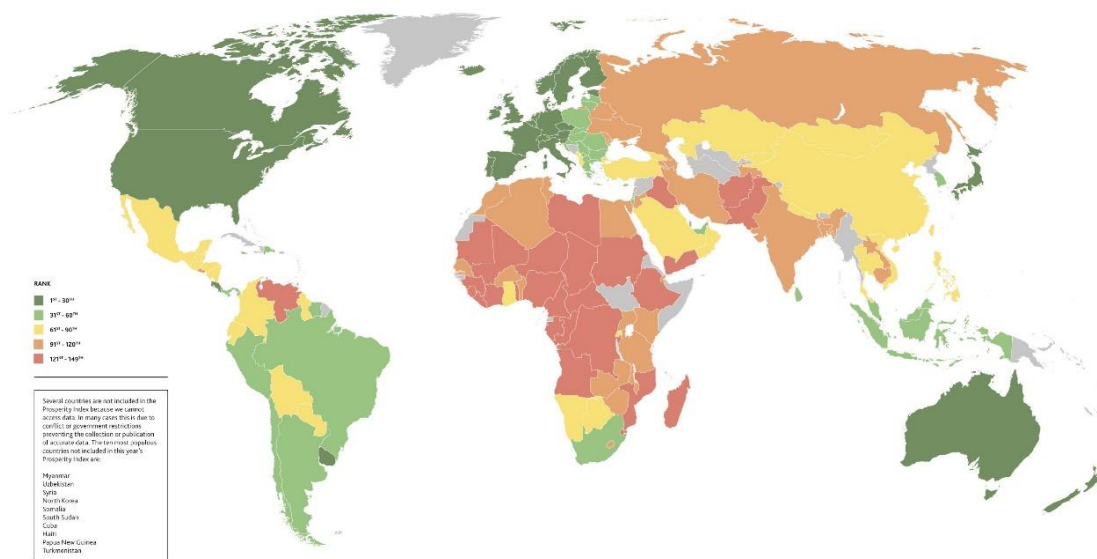 RANK
1ST - 30TH
31ST - 60TH
61ST - 90TH
91ST - 120TH
121ST - 149TH
Several countries are not included in the
Prosperity Index because we cannot
access data. In many cases this is due to
conflict or government restrictions
preventing the collection or publication
of accurate data. The ten most populous
countries not included in this year's
Prosperity Index are:
Myanmar
Uzbekistan
Syria
North Korea
Somalia
South Sudan
Cuba
Haiti
Papua New Guinea
Turkmenistan